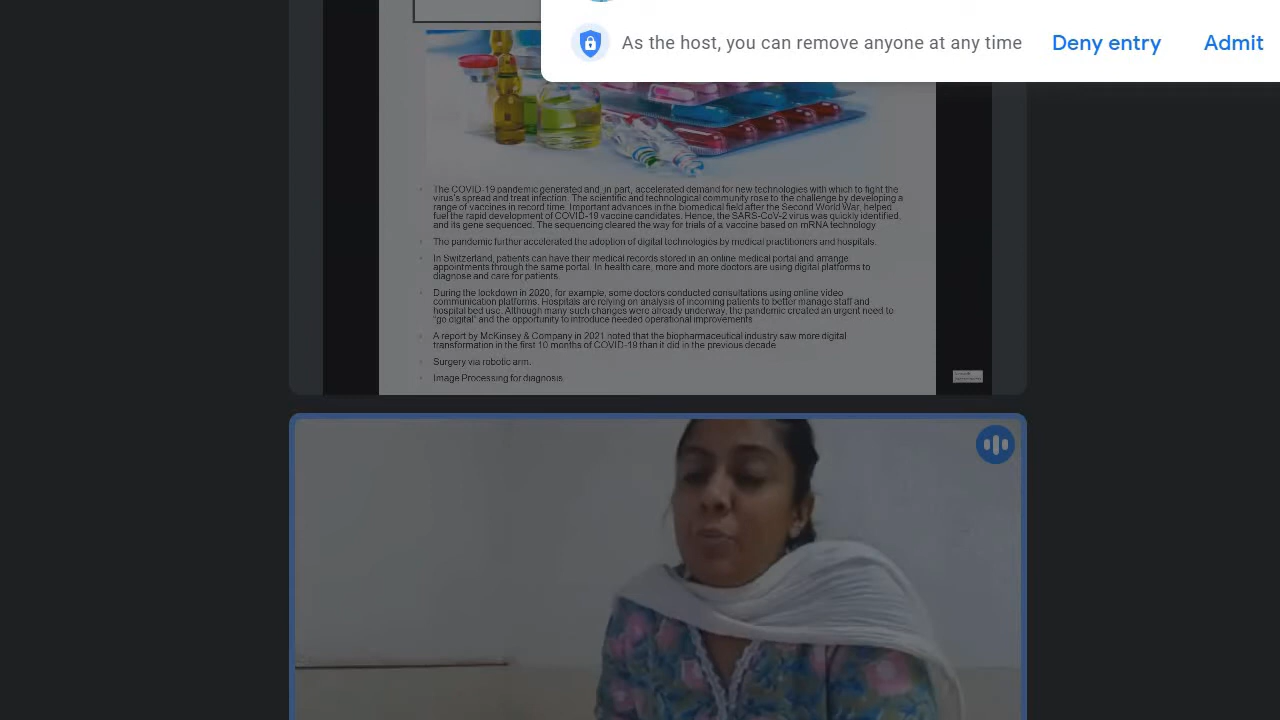 As the host, you can remove anyone at any time
Deny entry
Admit
The COVID-19 pandemic generated and, in part, accelerated demand for new technologies with which to fight the
virus's spread and treat infection. The scientific and technological community rose to the challenge by developing a
range of vaccines in record time. Important advances in the biomedical field after the Second World War, helped
fuel the rapid development of COVID-19 vaccine candidates. Hence, the SARS-CoV-2 virus was quickly identified,
and its gene sequenced. The sequencing cleared the way for trials of a vaccine based on mRNA technology
The pandemic further accelerated the adoption of digital technologies by medical practitioners and hospitals.
In Switzerland, patients can have their medical records stored in an online medical portal and arrange
appointments through the same portal. In health care, more and more doctors are using digital platforms to
diagnose and care for patients.
During the lockdown in 2020, for example, some doctors conducted consultations using online video
communication platforms. Hospitals are relying on analysis of incoming patients to better manage staff and
hospital bed use. Although many such changes were already underway, the pandemic created an urgent need to
"go digital" and the opportunity to introduce needed operational improvements
A report by McKinsey & Company in 2021 noted that the biopharmaceutical industry saw more digital
transformation in the first 10 months of COVID-19 than it did in the previous decade
Surgery via robotic arm.
Image Processing for diagnosis